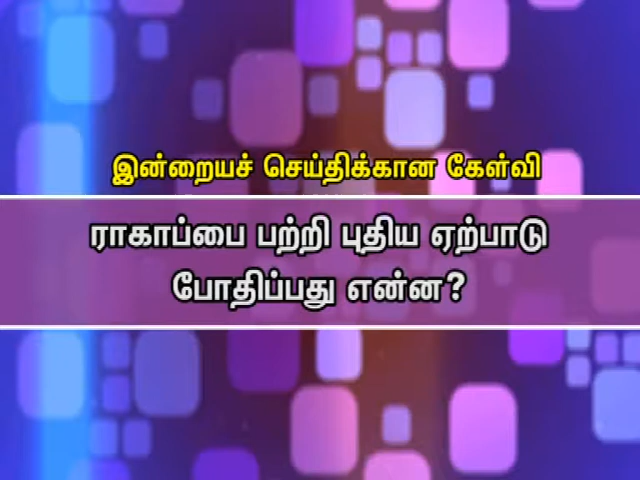 இன்றையச் செய்திக்கான கேள்வி
ராகாப்பை பற்றி புதிய ஏற்பாடு
போதிப்பது என்ன?